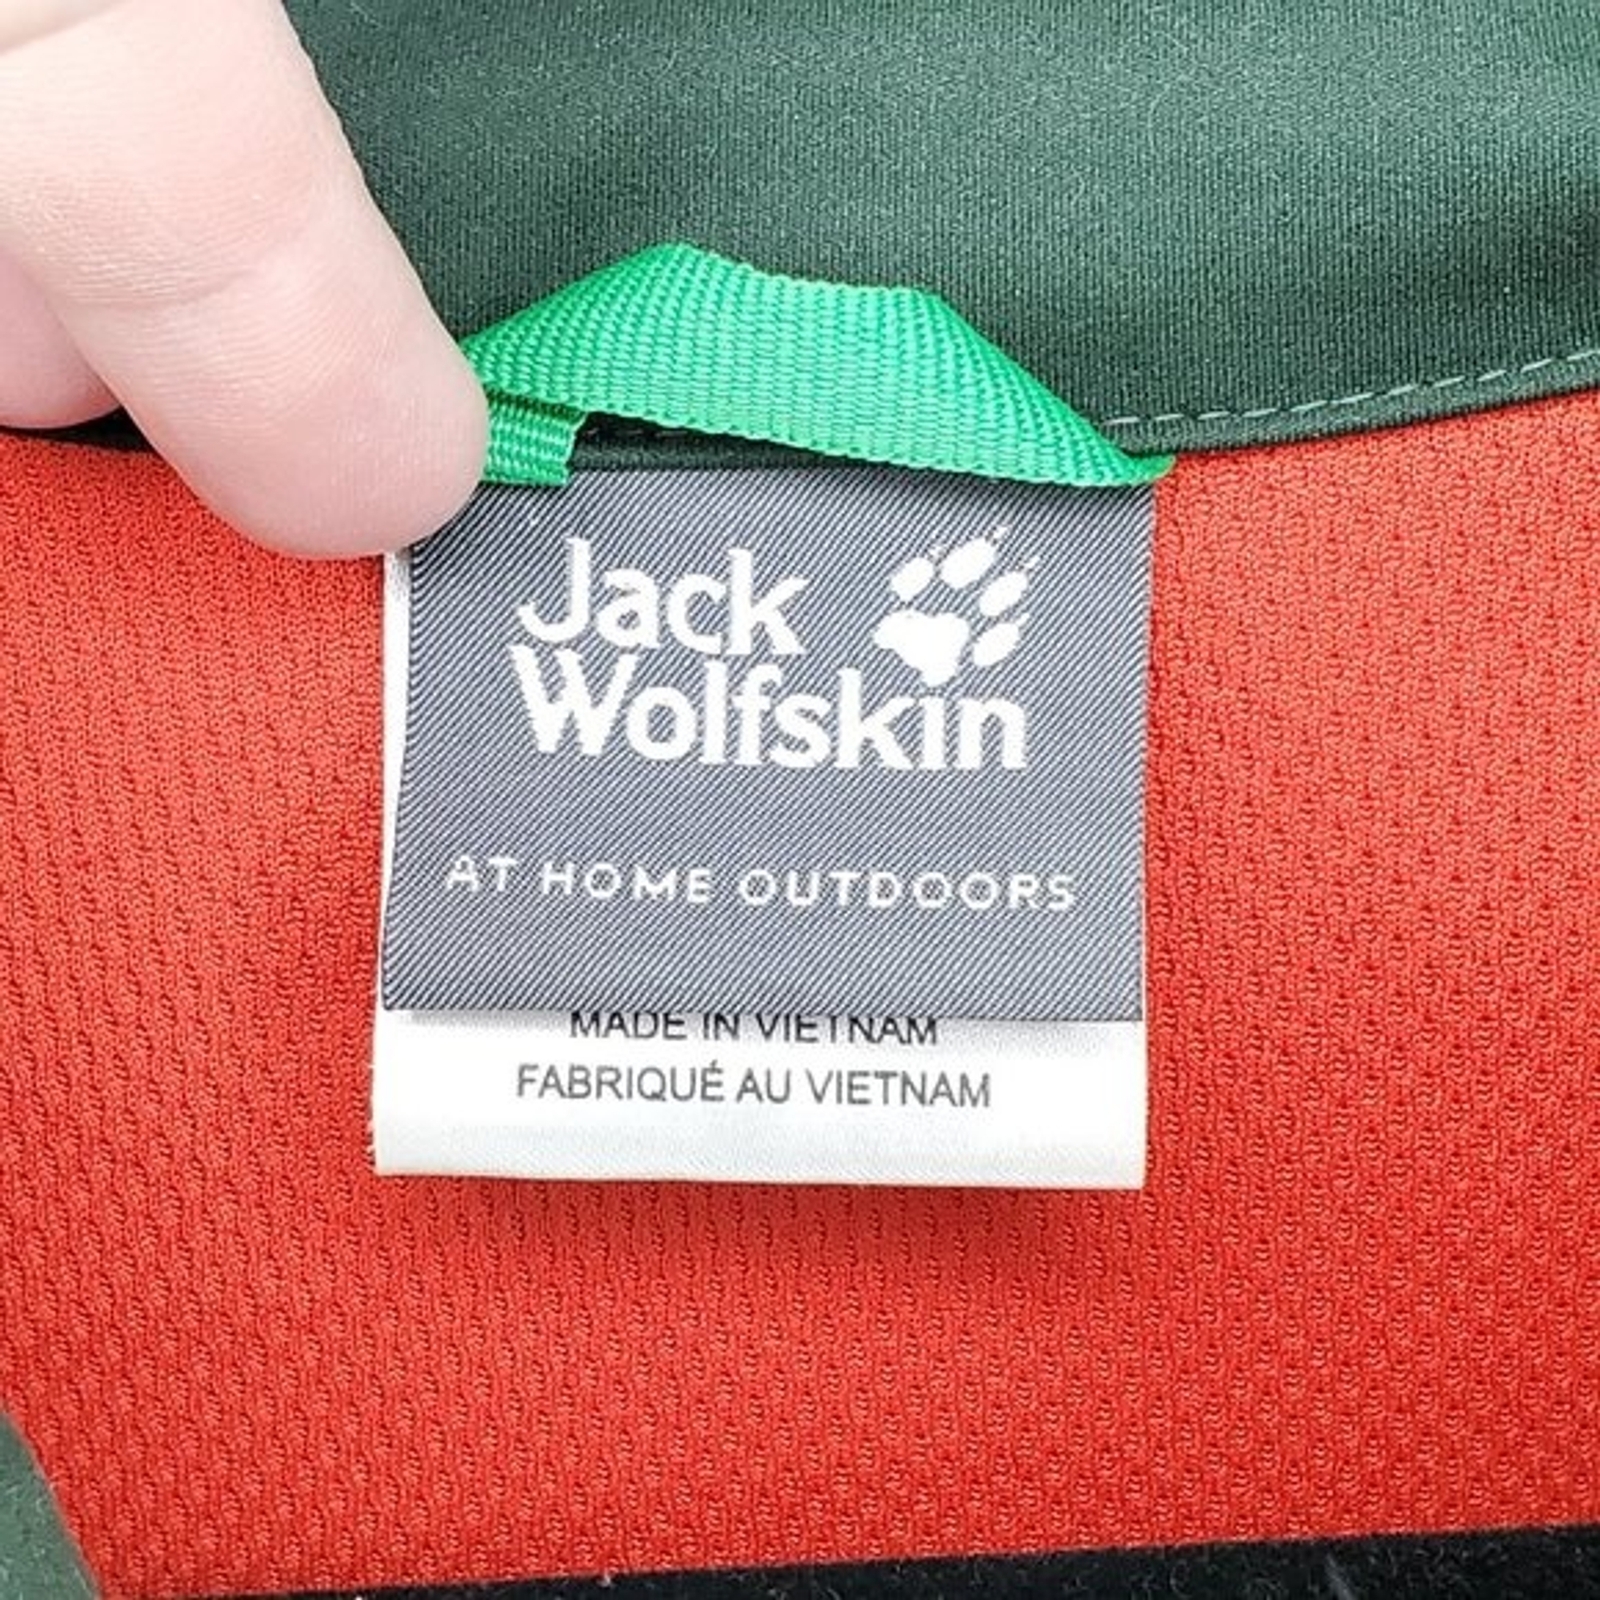 Jack
Wolfskin
AT HOME OUTDOORS
MADE IN VIETNAM
FABRIQUÉ AU VIETNAM